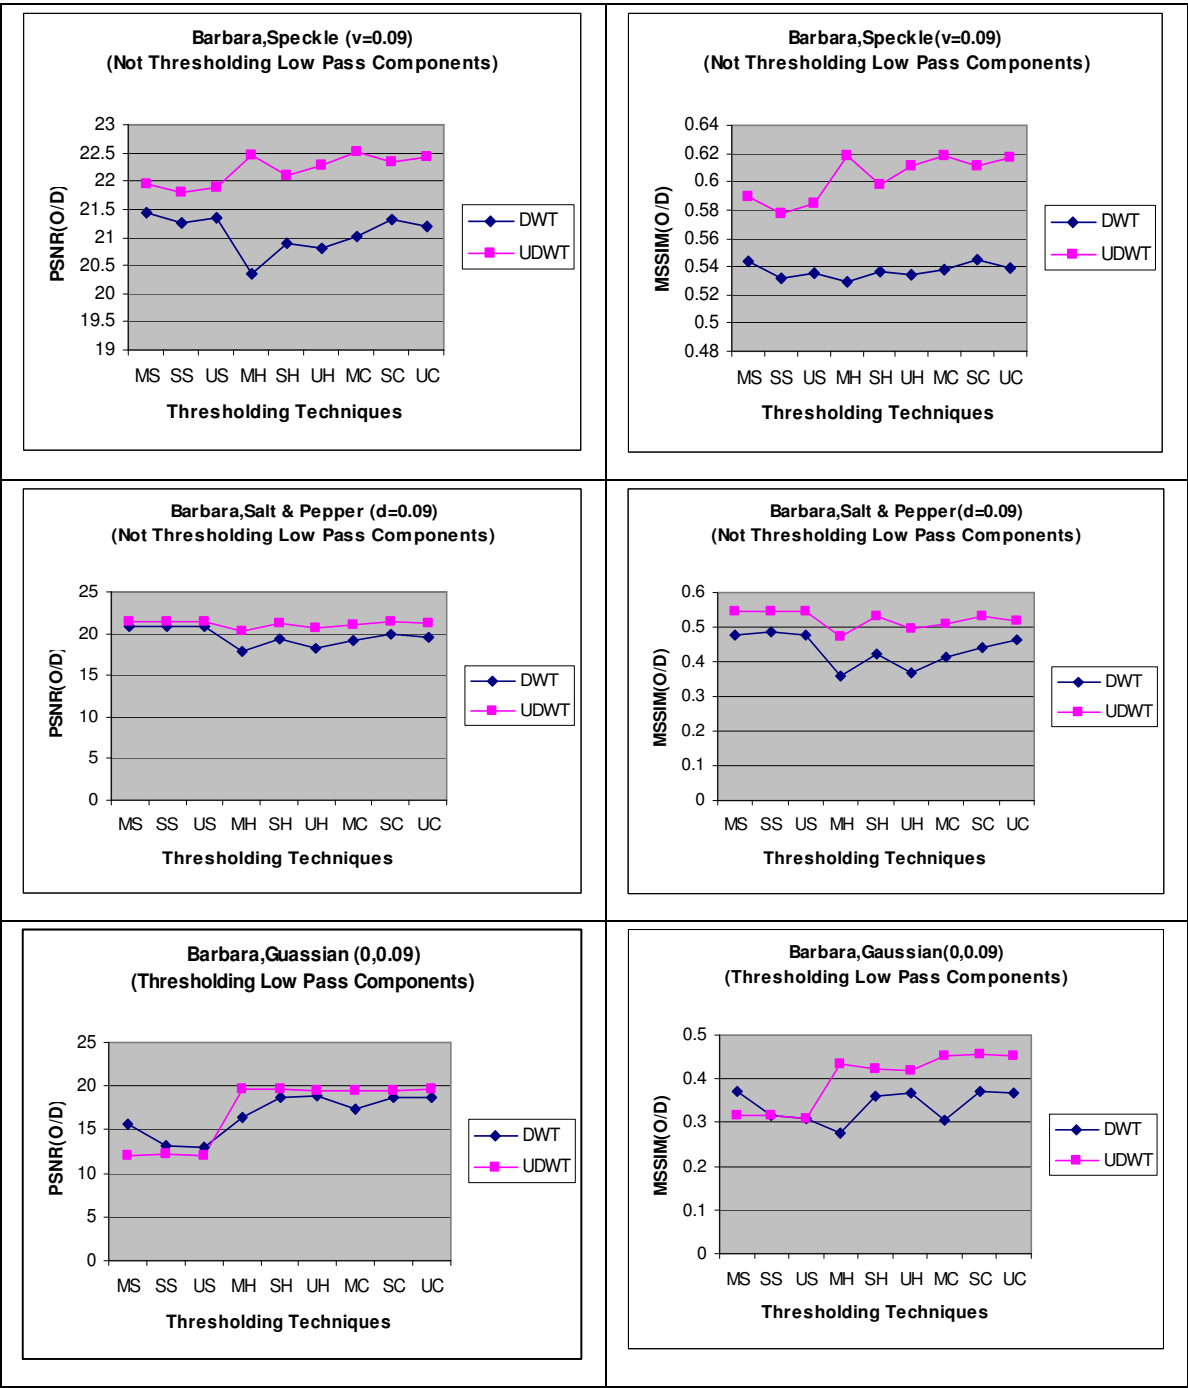 Barbara,Speckle (v=0.09)
(Not Thresholding Low Pass Components)
23
22.5
22
21.5
21
20.5
20
19.5
19
PSNR(O/D)
MS SS US MH SH UH MC SC UC
Thresholding Techniques
DWT
UDWT
Barbara,Speckle(v=0.09)
(Not Thresholding Low Pass Components)
0.64
0.62
0.6
0.58
0.56
0.54
0.52
0.5
0.48
MSSIM(O/D)
MS SS US MH SH UH MC SC UC
Thresholding Techniques
DWT
UDWT
Barbara,Salt & Pepper (d=0.09)
(Not Thresholding Low Pass Components)
25
20
15
10
5
0
PSNR(O/D)
MS SS US MH SH UH MC SC UC
Thresholding Techniques
DWT
UDWT
Barbara,Salt & Pepper(d=0.09)
(Not Thresholding Low Pass Components)
0.6
0.5
0.4
0.3
0.2
0.1
0
MSSIM(O/D)
MS SS US MH SH UH MC SC UC
Thresholding Techniques
DWT
UDWT
Barbara,Guassian (0,0.09)
(Thresholding Low Pass Components)
25
20
15
10
5
0
PSNR(O/D)
MS SS US MH SH UH MC SC UC
Thresholding Techniques
DWT
UDWT
Barbara,Gaussian(0,0.09)
(Thresholding Low Pass Components)
0.5
0.4
0.3
0.2
0.1
0
MSSIM(O/D)
MS SS US MH SH UH MC SC UC
Thresholding Techniques
DWT
UDWT